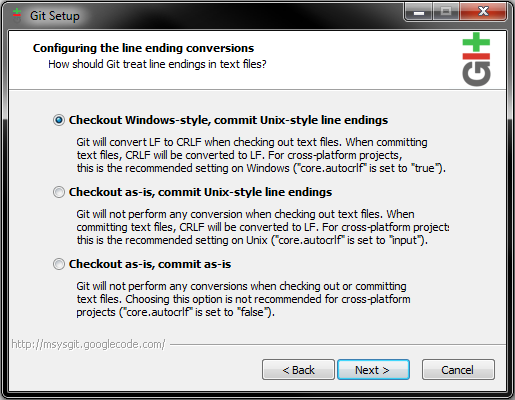 Git Setup
Configuring the line ending conversions
How should Git treat line endings in text files?
Checkout Windows-style, commit Unix-style line endings
Git will convert LF to CRLF when checking out text files. When committing
text files, CRLF will be converted to LF. For cross-platform projects,
this is the recommended setting on Windows ("core.autocrlf" is set to "true").
Checkout as-is, commit Unix-style line endings
Git will not perform any conversion when checking out text files. When
committing text files, CRLF will be converted to LF. For cross-platform projects
this is the recommended setting on Unix ("core.autocrlf" is set to "input").
Checkout as-is, commit as-is
Git will not perform any conversions when checking out or committing
text files. Choosing this option is not recommended for cross-platform
projects ("core.autocrlf" is set to "false").
http://msysgit.googlecode.com/
< Back Next > Cancel